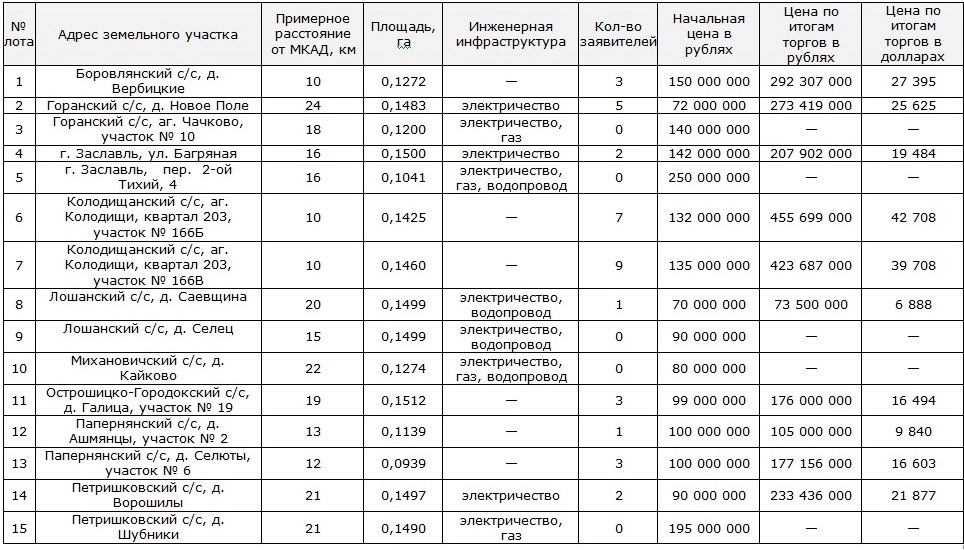 № лота | Адрес земельного участка | Примерное расстояние от МКАД, км | Площадь, га | Инженерная инфраструктура | Кол-во заявителей | Начальная цена в рублях | Цена по итогам торгов в рублях | Цена по итогам торгов в долларах
1 | Боровлянский с/с, д. Вербицкие | 10 | 0,1272 | — | 3 | 150 000 000 | 292 307 000 | 27 395
2 | Горанский с/с, д. Новое Поле | 24 | 0,1483 | электричество | 5 | 72 000 000 | 273 419 000 | 25 625
3 | Горанский с/с, аг. Чачково, участок № 10 | 18 | 0,1200 | электричество, газ | 0 | 140 000 000 | — | —
4 | г. Заславль, ул. Багряная | 16 | 0,1500 | электричество | 2 | 142 000 000 | 207 902 000 | 19 484
5 | г. Заславль, пер. 2-ой Тихий, 4 | 16 | 0,1041 | электричество, газ, водопровод | 0 | 250 000 000 | — | —
6 | Колодищанский с/с, аг. Колодищи, квартал 203, участок № 166Б | 10 | 0,1425 | — | 7 | 132 000 000 | 455 699 000 | 42 708
7 | Колодищанский с/с, аг. Колодищи, квартал 203, участок № 166В | 10 | 0,1460 | — | 9 | 135 000 000 | 423 687 000 | 39 708
8 | Лошанский с/с, д. Саевщина | 20 | 0,1499 | электричество, водопровод | 1 | 70 000 000 | 73 500 000 | 6 888
9 | Лошанский с/с, д. Селец | 15 | 0,1499 | электричество, водопровод | 0 | 90 000 000 | — | —
10 | Михановичский с/с, д. Кайково | 22 | 0,1274 | электричество, газ, водопровод | 0 | 80 000 000 | — | —
11 | Острошицко-Городокский с/с, д. Галица, участок № 19 | 19 | 0,1512 | — | 3 | 99 000 000 | 176 000 000 | 16 494
12 | Папернянский с/с, д. Ашмянцы, участок № 2 | 13 | 0,1139 | — | 1 | 100 000 000 | 105 000 000 | 9 840
13 | Папернянский с/с, д. Селюты, участок № 6 | 12 | 0,0939 | — | 3 | 100 000 000 | 177 156 000 | 16 603
14 | Петришковский с/с, д. Ворошилы | 21 | 0,1497 | электричество | 2 | 90 000 000 | 233 436 000 | 21 877
15 | Петришковский с/с, д. Шубники | 21 | 0,1490 | электричество, газ | 0 | 195 000 000 | — | —